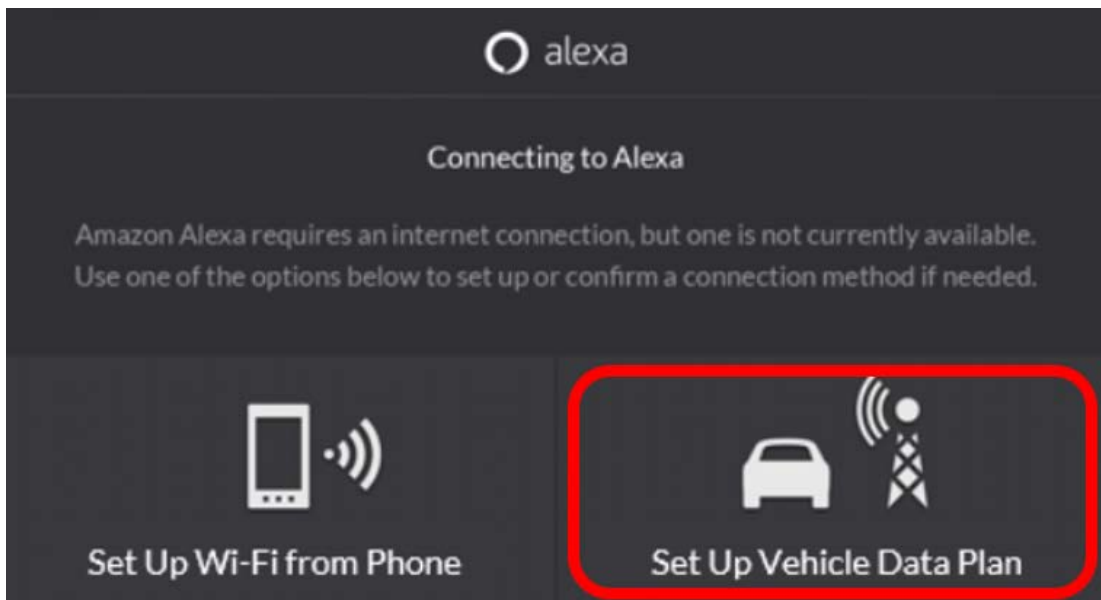 alexa
Connecting to Alexa
Amazon Alexa requires an internet connection, but one is not currently available.
Use one of the options below to set up or confirm a connection method if needed.
Set Up Wi-Fi from Phone
Set Up Vehicle Data Plan